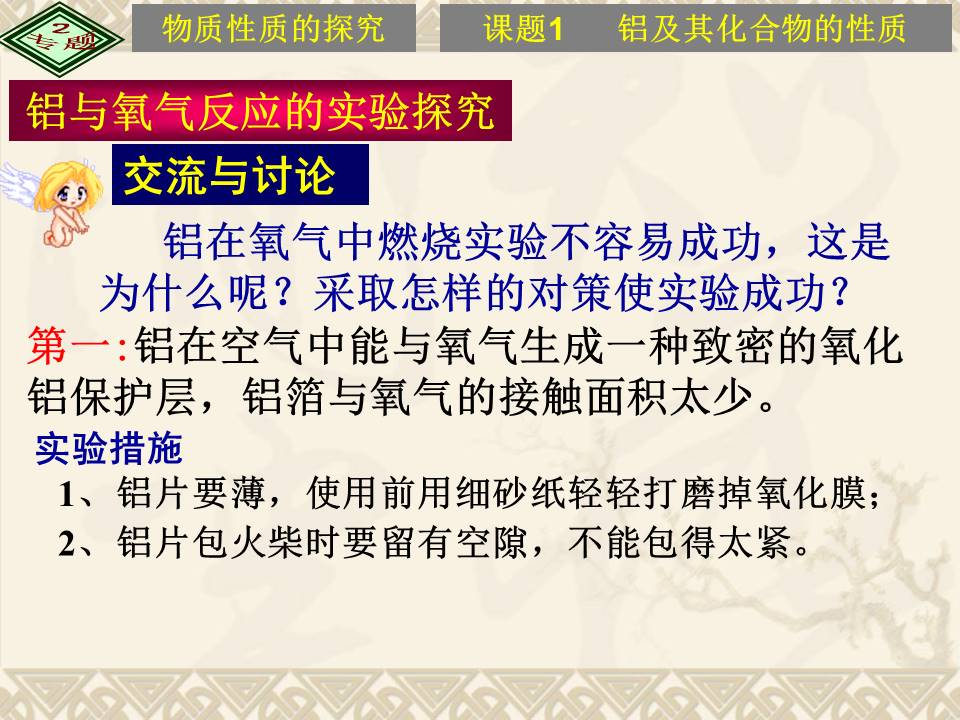 2
专题
物质性质的探究
课题1 铝及其化合物的性质
铝与氧气反应的实验探究
交流与讨论
铝在氧气中燃烧实验不容易成功，这是
为什么呢？采取怎样的对策使实验成功？
第一:铝在空气中能与氧气生成一种致密的氧化
铝保护层，铝箔与氧气的接触面积太少。
实验措施
1、铝片要薄，使用前用细砂纸轻轻打磨掉氧化膜；
2、铝片包火柴时要留有空隙，不能包得太紧。